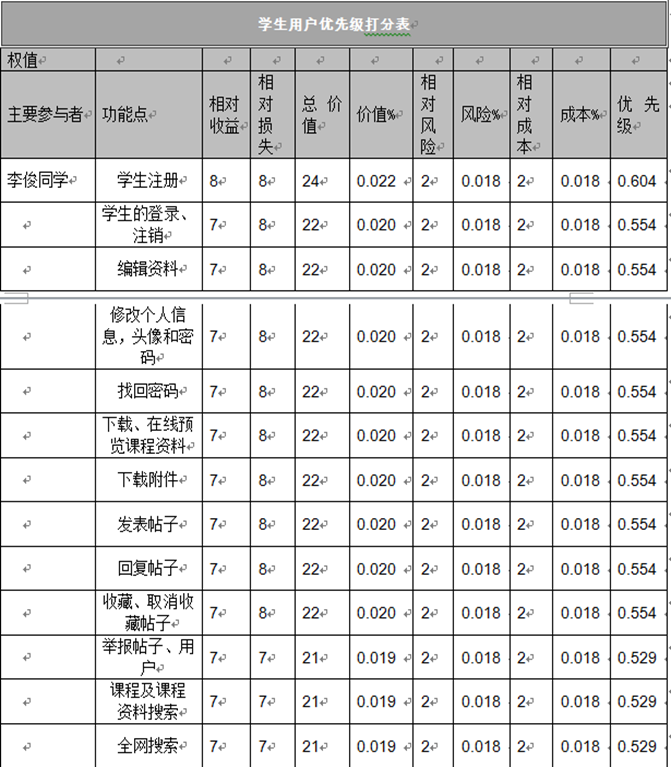 学生用户优先级打分表
权值
主要参与者 功能点 相对收益 相对损失 总价值 价值% 相对风险 风险% 相对成本 成本% 优先级
李俊同学 学生注册 8 8 24 0.022 2 0.018 2 0.018 0.604
学生的登录、注销 7 8 22 0.020 2 0.018 2 0.018 0.554
编辑资料 7 8 22 0.020 2 0.018 2 0.018 0.554
修改个人信息，头像和密码 7 8 22 0.020 2 0.018 2 0.018 0.554
找回密码 7 8 22 0.020 2 0.018 2 0.018 0.554
下载、在线预览课程资料 7 8 22 0.020 2 0.018 2 0.018 0.554
下载附件 7 8 22 0.020 2 0.018 2 0.018 0.554
发表帖子 7 8 22 0.020 2 0.018 2 0.018 0.554
回复帖子 7 8 22 0.020 2 0.018 2 0.018 0.554
收藏、取消收藏帖子 7 8 22 0.020 2 0.018 2 0.018 0.554
举报帖子、用户 7 7 21 0.019 2 0.018 2 0.018 0.529
课程及课程资料搜索 7 7 21 0.019 2 0.018 2 0.018 0.529
全网搜索 7 7 21 0.019 2 0.018 2 0.018 0.529